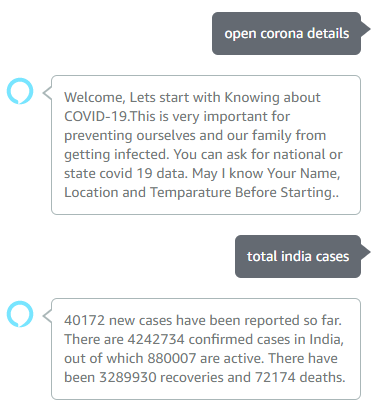 open corona details
Welcome, Lets start with Knowing about
COVID-19.This is very important for
preventing ourselves and our family from
getting infected. You can ask for national or
state covid 19 data. May I know Your Name,
Location and Temparature Before Starting..
total india cases
40172 new cases have been reported so far.
There are 4242734 confirmed cases in India,
out of which 880007 are active. There have
been 3289930 recoveries and 72174 deaths.